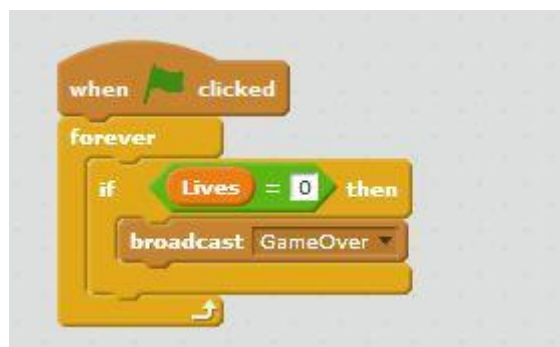 when clicked
forever
if Lives = 0 then
broadcast GameOver